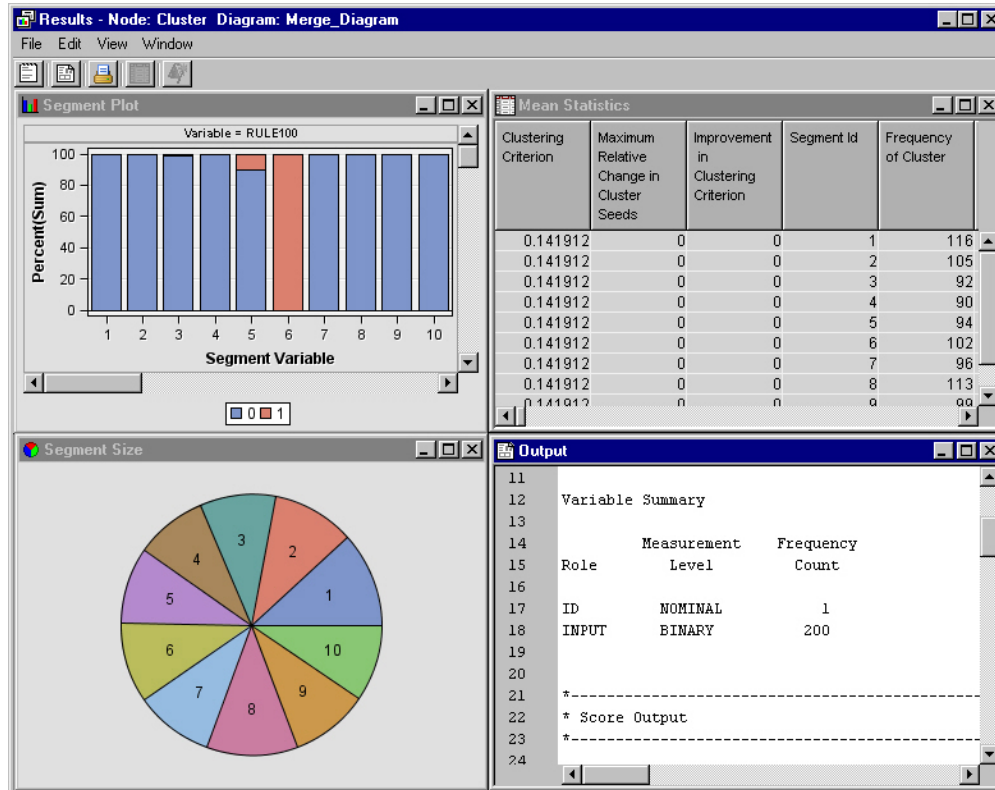 Results - Node: Cluster Diagram: Merge_Diagram
File Edit View Window
Segment Plot
Variable = RULE100
Percent(Sum)
100
80
60
40
20
0
1 2 3 4 5 6 7 8 9 10
Segment Variable
0 1
Mean Statistics
Clustering Criterion
Maximum Relative Change in Cluster Seeds
Improvement in Clustering Criterion
Segment Id
Frequency of Cluster
0.141912 0 0 1 116
0.141912 0 0 2 105
0.141912 0 0 3 92
0.141912 0 0 4 90
0.141912 0 0 5 94
0.141912 0 0 6 102
0.141912 0 0 7 96
0.141912 0 0 8 113
0.141912 0 0 9 99
Segment Size
1
2
3
4
5
6
7
8
9
10
Output
11
12 Variable Summary
13
14 Measurement Frequency
15 Role Level Count
16
17 ID NOMINAL 1
18 INPUT BINARY 200
19
20
21 *------------------------------------
22 * Score Output
23 *------------------------------------
24